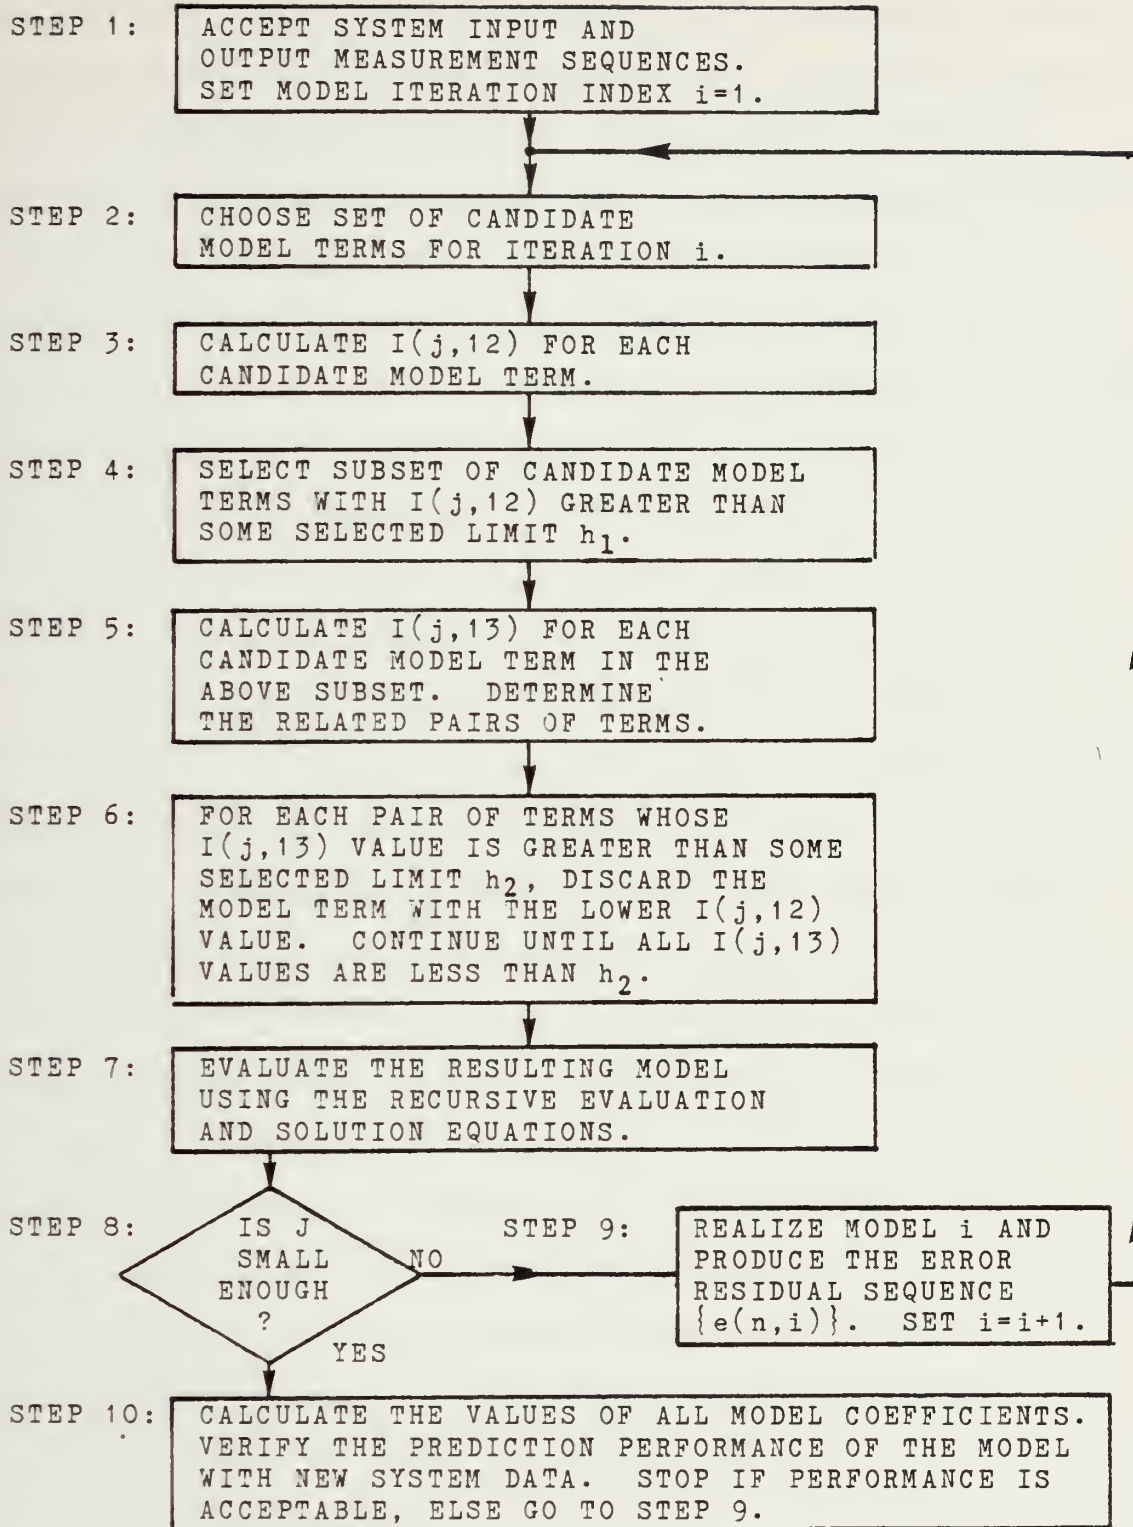 STEP 1:
ACCEPT SYSTEM INPUT AND
OUTPUT MEASUREMENT SEQUENCES.
SET MODEL ITERATION INDEX i=1.
STEP 2:
CHOOSE SET OF CANDIDATE
MODEL TERMS FOR ITERATION i.
STEP 3:
CALCULATE I(j,12) FOR EACH
CANDIDATE MODEL TERM.
STEP 4:
SELECT SUBSET OF CANDIDATE MODEL
TERMS WITH I(j,12) GREATER THAN
SOME SELECTED LIMIT h₁.
STEP 5:
CALCULATE I(j,13) FOR EACH
CANDIDATE MODEL TERM IN THE
ABOVE SUBSET. DETERMINE
THE RELATED PAIRS OF TERMS.
STEP 6:
FOR EACH PAIR OF TERMS WHOSE
I(j,13) VALUE IS GREATER THAN SOME
SELECTED LIMIT h₂, DISCARD THE
MODEL TERM WITH THE LOWER I(j,12)
VALUE. CONTINUE UNTIL ALL I(j,13)
VALUES ARE LESS THAN h₂.
STEP 7:
EVALUATE THE RESULTING MODEL
USING THE RECURSIVE EVALUATION
AND SOLUTION EQUATIONS.
STEP 8:
IS J
SMALL
ENOUGH
?
NO
YES
STEP 9:
REALIZE MODEL i AND
PRODUCE THE ERROR
RESIDUAL SEQUENCE
{e(n,i)}. SET i=i+1.
STEP 10:
CALCULATE THE VALUES OF ALL MODEL COEFFICIENTS.
VERIFY THE PREDICTION PERFORMANCE OF THE MODEL
WITH NEW SYSTEM DATA. STOP IF PERFORMANCE IS
ACCEPTABLE, ELSE GO TO STEP 9.